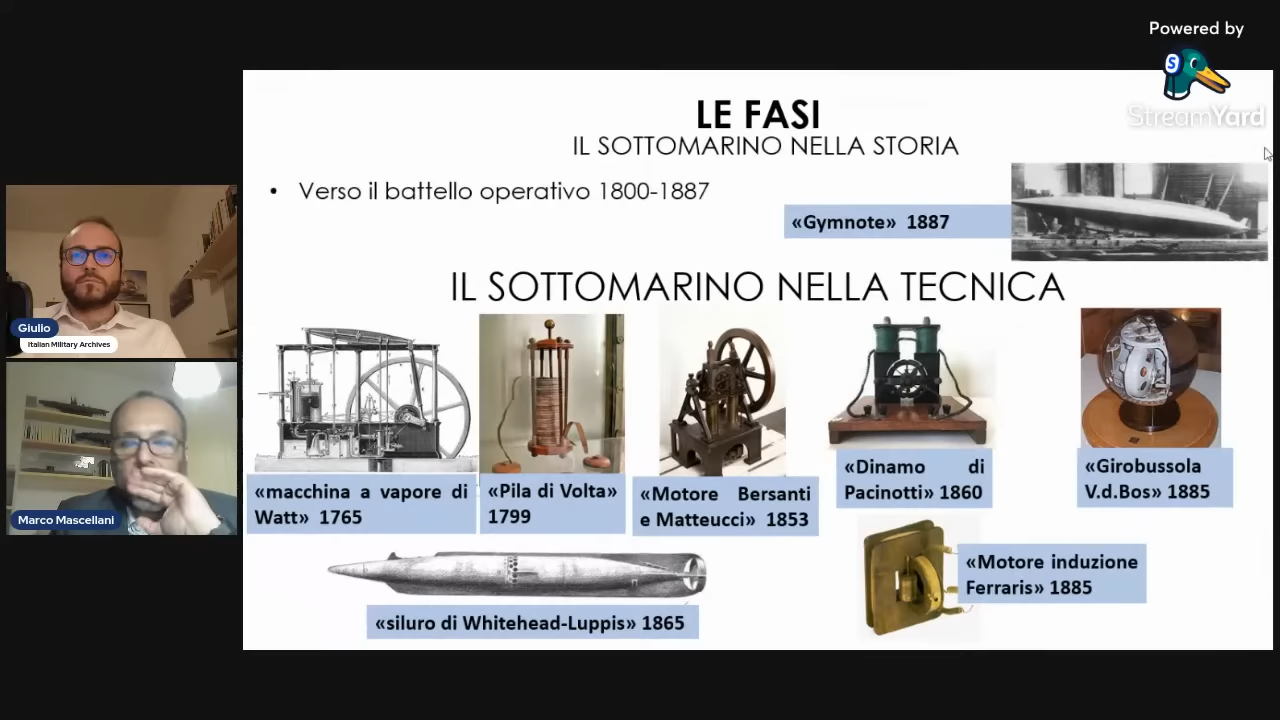 Powered by
StreamYard
LE FASI
IL SOTTOMARINO NELLA STORIA
• Verso il battello operativo 1800-1887
«Gymnote» 1887
IL SOTTOMARINO NELLA TECNICA
«macchina a vapore di
Watt» 1765
«Pila di Volta»
1799
«Motore Bersanti
e Matteucci» 1853
«Dinamo di
Pacinotti» 1860
«Girobussola
V.d.Bos» 1885
«siluro di Whitehead-Luppis» 1865
«Motore induzione
Ferraris» 1885
Giulio
Italian Military Archives
Marco Mascellani